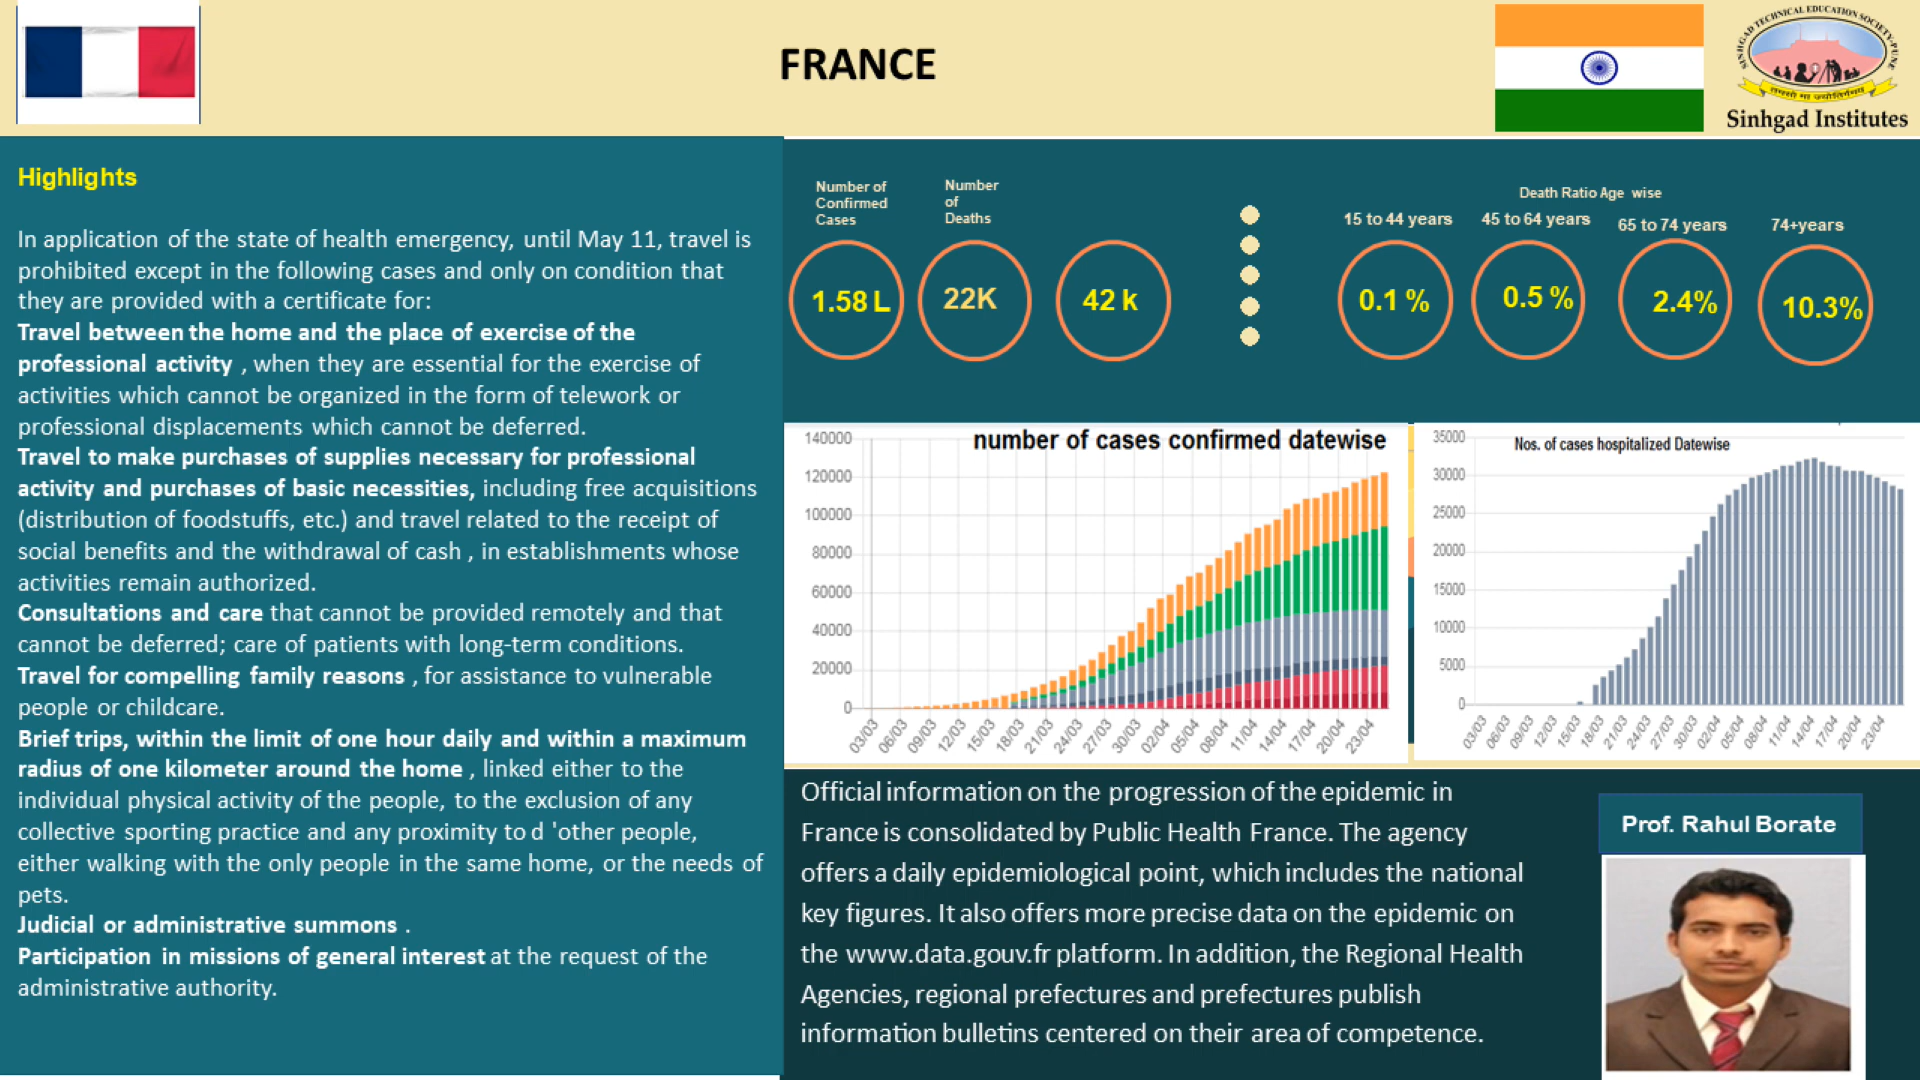 FRANCE
SINHGAD TECHNICAL EDUCATION SOCIETY-PUNE
Sinhgad Institutes
Highlights
In application of the state of health emergency, until May 11, travel is
prohibited except in the following cases and only on condition that
they are provided with a certificate for:
Travel between the home and the place of exercise of the
professional activity , when they are essential for the exercise of
activities which cannot be organized in the form of telework or
professional displacements which cannot be deferred.
Travel to make purchases of supplies necessary for professional
activity and purchases of basic necessities, including free acquisitions
(distribution of foodstuffs, etc.) and travel related to the receipt of
social benefits and the withdrawal of cash , in establishments whose
activities remain authorized.
Consultations and care that cannot be provided remotely and that
cannot be deferred; care of patients with long-term conditions.
Travel for compelling family reasons , for assistance to vulnerable
people or childcare.
Brief trips, within the limit of one hour daily and within a maximum
radius of one kilometer around the home , linked either to the
individual physical activity of the people, to the exclusion of any
collective sporting practice and any proximity to d 'other people,
either walking with the only people in the same home, or the needs of
pets.
Judicial or administrative summons .
Participation in missions of general interest at the request of the
administrative authority.
Number of
Confirmed
Cases
Number
of
Deaths
1.58 L
22K
42 k
Death Ratio Age wise
15 to 44 years
45 to 64 years
65 to 74 years
74+years
0.1 %
0.5 %
2.4%
10.3%
number of cases confirmed datewise
140000
120000
100000
80000
60000
40000
20000
0
03/03 06/03 09/03 12/03 15/03 18/03 21/03 24/03 27/03 30/03 02/04 05/04 08/04 11/04 14/04 17/04 20/04 23/04
Nos. of cases hospitalized Datewise
35000
30000
25000
20000
15000
10000
5000
0
03/03 06/03 09/03 12/03 15/03 18/03 21/03 24/03 27/03 30/03 02/04 05/04 08/04 11/04 14/04 17/04 20/04 23/04
Official information on the progression of the epidemic in
France is consolidated by Public Health France. The agency
offers a daily epidemiological point, which includes the national
key figures. It also offers more precise data on the epidemic on
the www.data.gouv.fr platform. In addition, the Regional Health
Agencies, regional prefectures and prefectures publish
information bulletins centered on their area of competence.
Prof. Rahul Borate